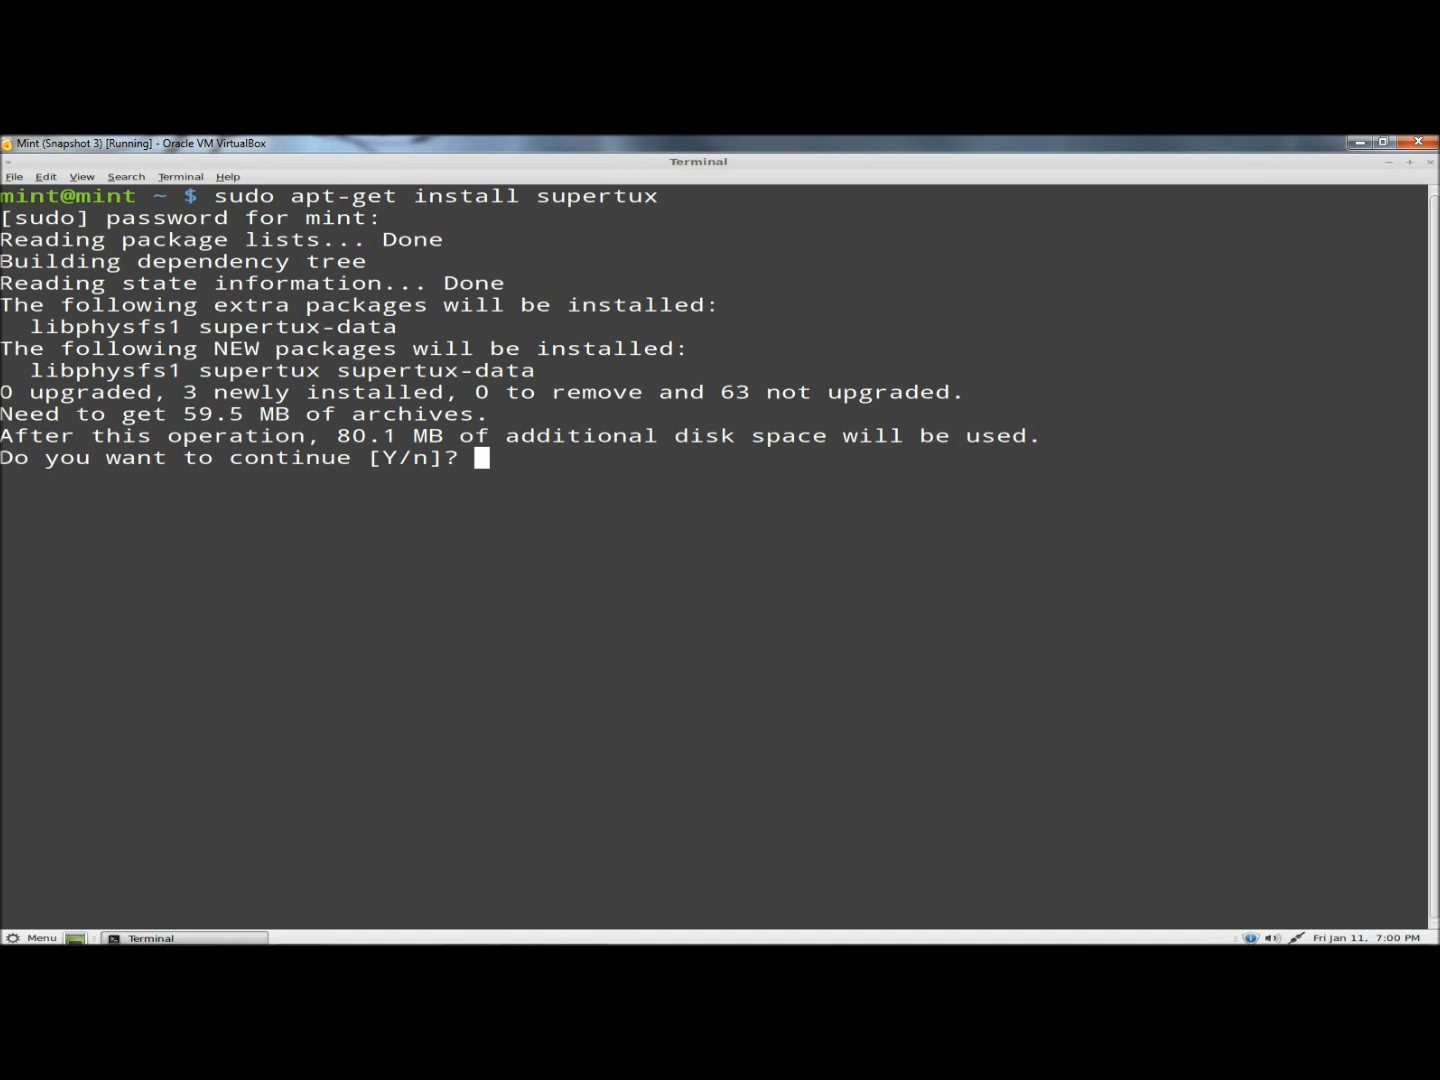 Mint (Snapshot 3) [Running] - Oracle VM VirtualBox
Terminal
File Edit View Search Terminal Help
mint@mint ~ $ sudo apt-get install supertux
[sudo] password for mint:
Reading package lists... Done
Building dependency tree
Reading state information... Done
The following extra packages will be installed:
  libphysfs1 supertux-data
The following NEW packages will be installed:
  libphysfs1 supertux supertux-data
0 upgraded, 3 newly installed, 0 to remove and 63 not upgraded.
Need to get 59.5 MB of archives.
After this operation, 80.1 MB of additional disk space will be used.
Do you want to continue [Y/n]?
Menu Terminal Fri Jan 11, 7:00 PM